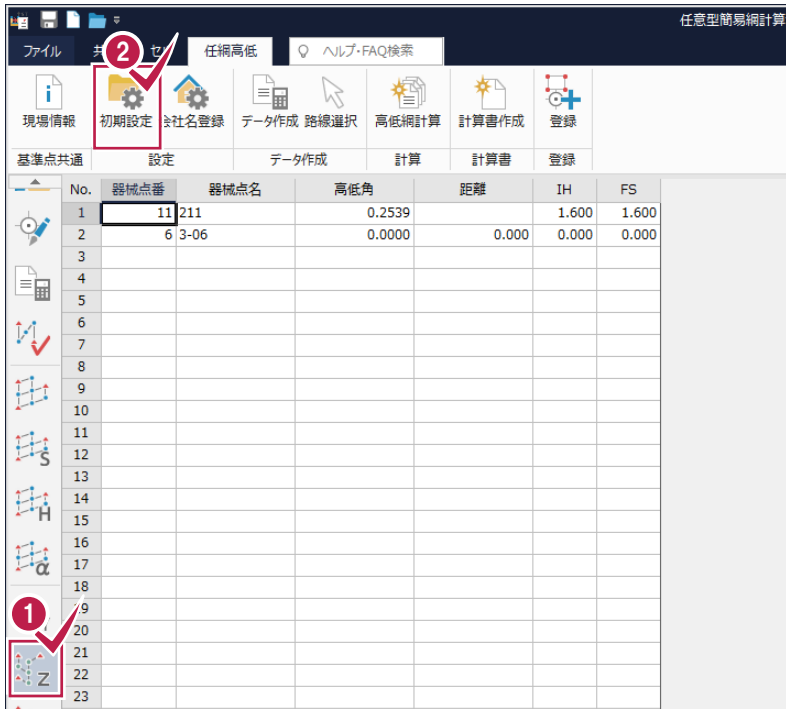 任意型簡易網計算
ファイル 任網高低 ヘルプ・FAQ検索
2
現場情報 初期設定 会社名登録 データ作成 路線選択 高低網計算 計算書作成 登録
基準点共通 設定 データ作成 計算 計算書 登録
No. 器械点番 器械点名 高低角 距離 IH FS
1 11 211 0.2539 1.600 1.600
2 6 3-06 0.0000 0.000 0.000 0.000
3
4
5
6
7
8
9
10
11
12
S
13
14
H
15
16
17
α
18
1
19
20
21
22
Z
23